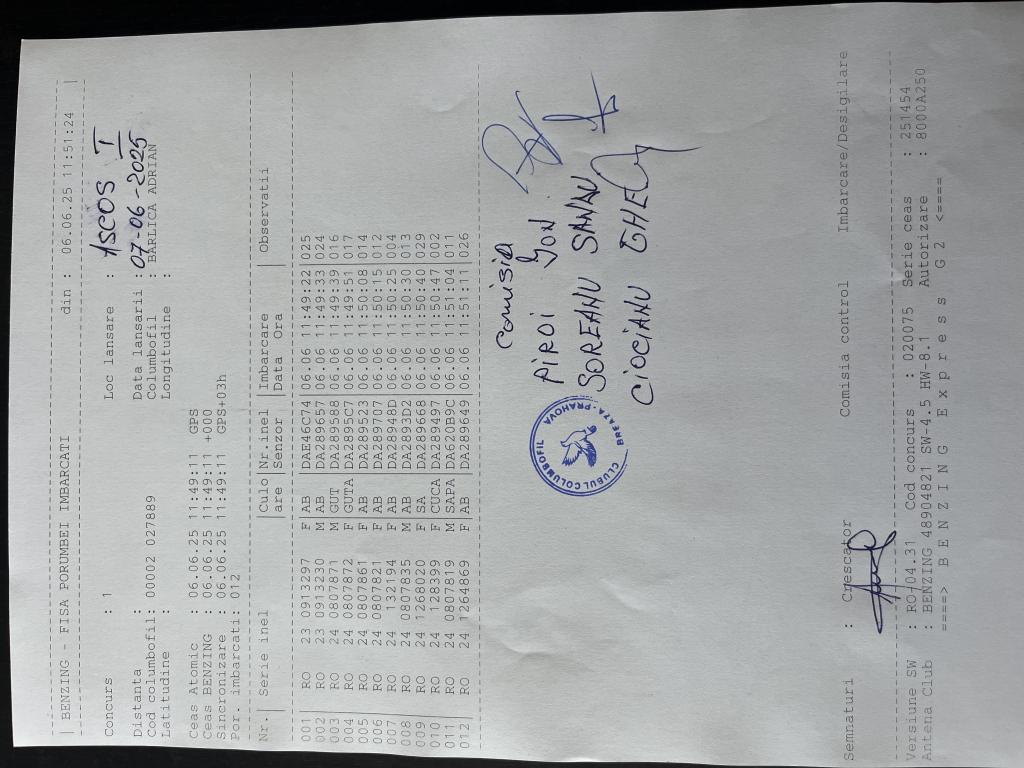 | BENZING - FISA PORUMBEI IMBARCATI din : 06.06.25 11:51:24 |
Concurs : 1 Loc lansare : ASCOS I
Distanta : Data lansarii : 07-06-2025
Cod columbofil: 0002 027889 Columbofil : BARLICA ADRIAN
Latitudine : Longitudine :
Ceas Atomic : 06.06.25 11:49:11 GPS
Ceas BENZING : 06.06.25 11:49:11 +000
Sincronizare : 06.06.25 11:49:11 GPS+03h
Por. imbarcati: 012
Nr.| Serie inel |Culo|Nr.inel |Imbarcare | Observatii
|are |Senzor |Data Ora |
001| RO 23 0913297 F|AB |DAE46C74|06.06 11:49:22|025
002| RO 23 0913230 M|AB |DA289657|06.06 11:49:33|024
003| RO 24 0807871 M|GUT |DA289588|06.06 11:49:39|016
004| RO 24 0807872 F|GUTA|DA2895C7|06.06 11:49:51|017
005| RO 24 0807861 F|AB |DA289523|06.06 11:50:08|014
006| RO 24 0807821 F|AB |DA289707|06.06 11:50:15|012
007| RO 24 132134 F|AB |DA28948D|06.06 11:50:25|004
008| RO 24 0807835 M|AB |DA2893D2|06.06 11:50:30|013
009| RO 24 1268025 F|SA |DA289668|06.06 11:50:40|029
010| RO 24 128399 F|CUCA|DA289497|06.06 11:50:47|002
011| RO 24 0807818 M|SAPA|DA620B9C|06.06 11:51:04|011
012| RO 24 1264869 F|AB |DA289649|06.06 11:51:11|026
comisia
PIROI ION
SOREANU SANDU
CIOCIANU GHE
CLUBUL COLUMBOFIL
BREAZA - PRAHOVA
Semnaturi : Crescator Comisia control Imbarcare/Desigilare
Versiune SW : RO-04.31 Cod concurs : 020075 Serie ceas : 251454
Antena Club : BENZING 48904821 SW-4.5 HW-8.1 Autorizare : 8000A250
====> B E N Z I N G E x p r e s s G 2 <====